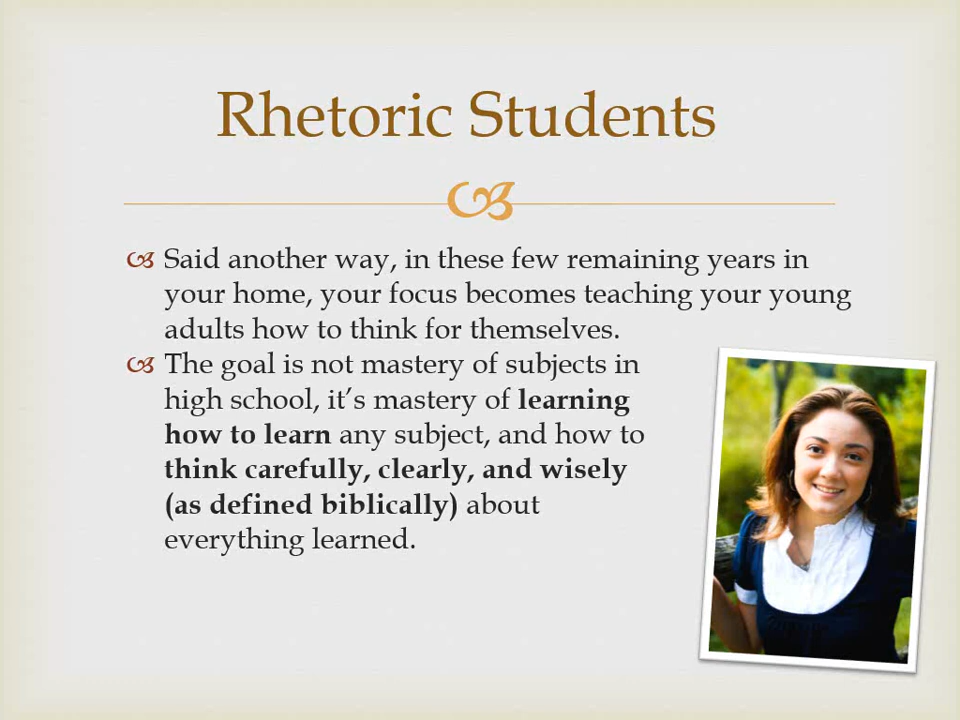 Rhetoric Students
Said another way, in these few remaining years in
your home, your focus becomes teaching your young
adults how to think for themselves.
The goal is not mastery of subjects in
high school, it’s mastery of learning
how to learn any subject, and how to
think carefully, clearly, and wisely
(as defined biblically) about
everything learned.